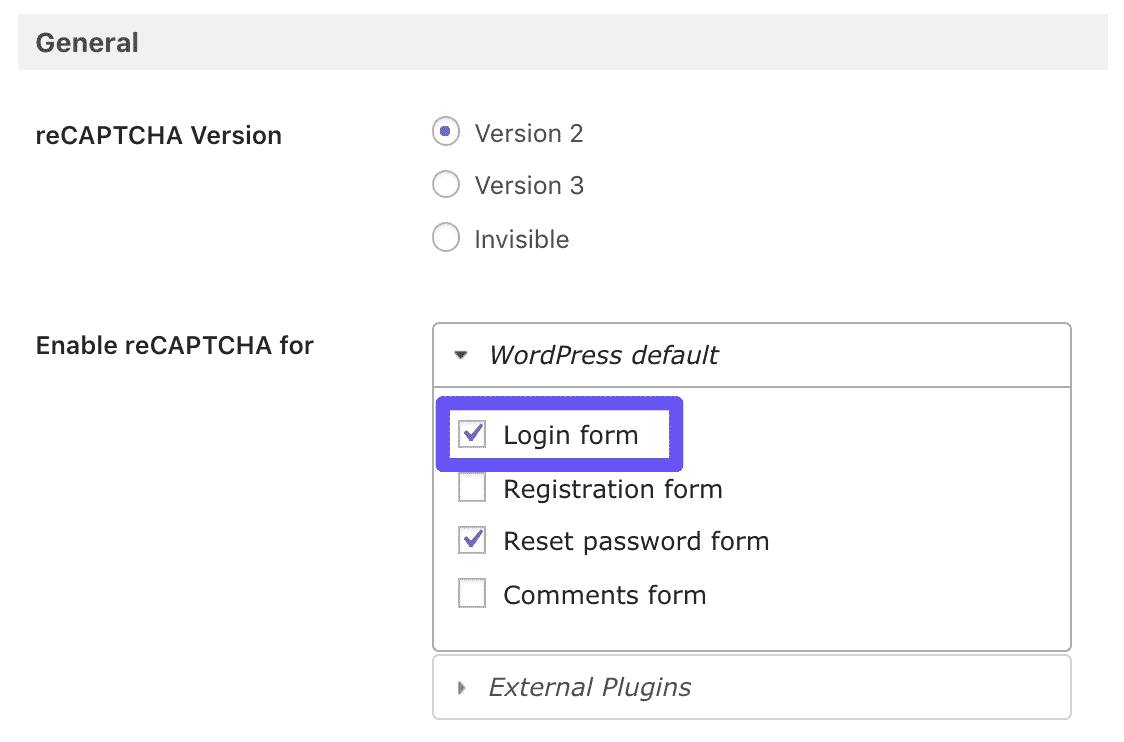 General
reCAPTCHA Version
Version 2
Version 3
Invisible
Enable reCAPTCHA for
WordPress default
Login form
Registration form
Reset password form
Comments form
External Plugins